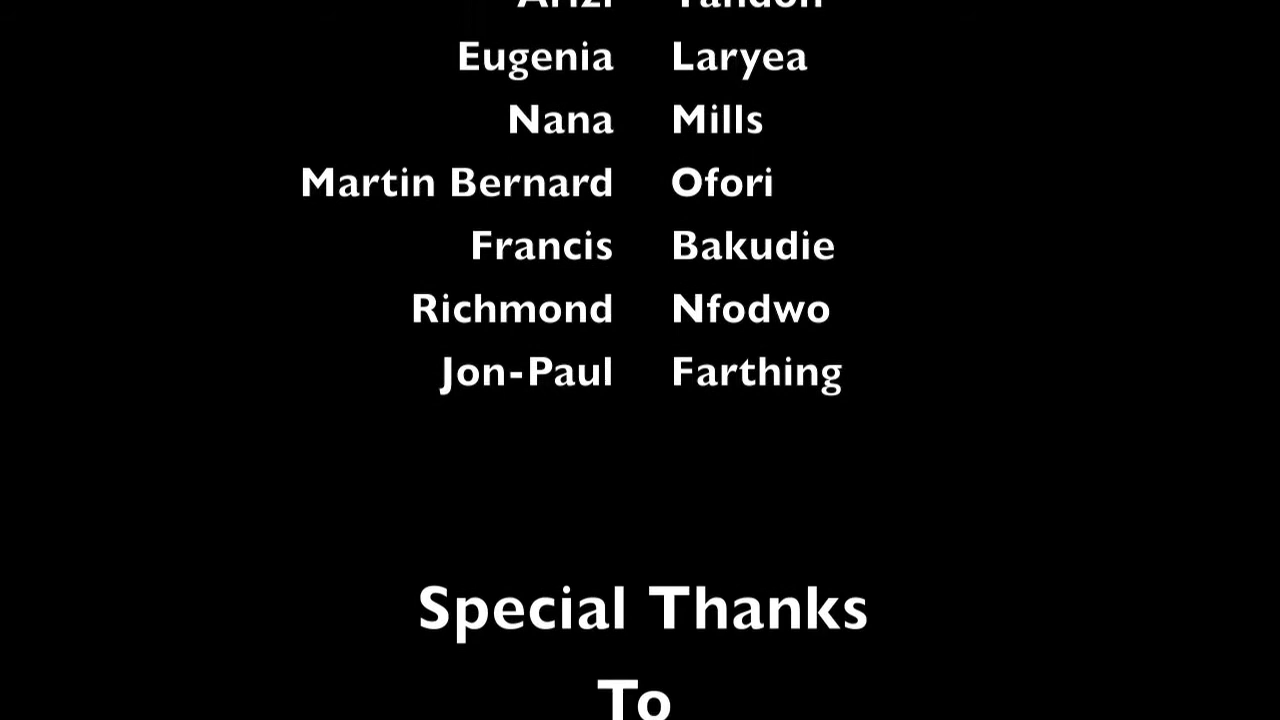 Eugenia Laryea
Nana Mills
Martin Bernard Ofori
Francis Bakudie
Richmond Nfodwo
Jon-Paul Farthing
Special Thanks
To